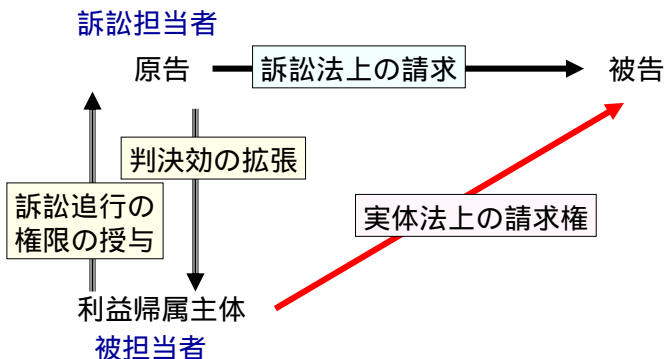 訴訟担当者
原告
訴訟法上の請求
被告
判決効の拡張
訴訟追行の
権限の授与
実体法上の請求権
利益帰属主体
被担当者